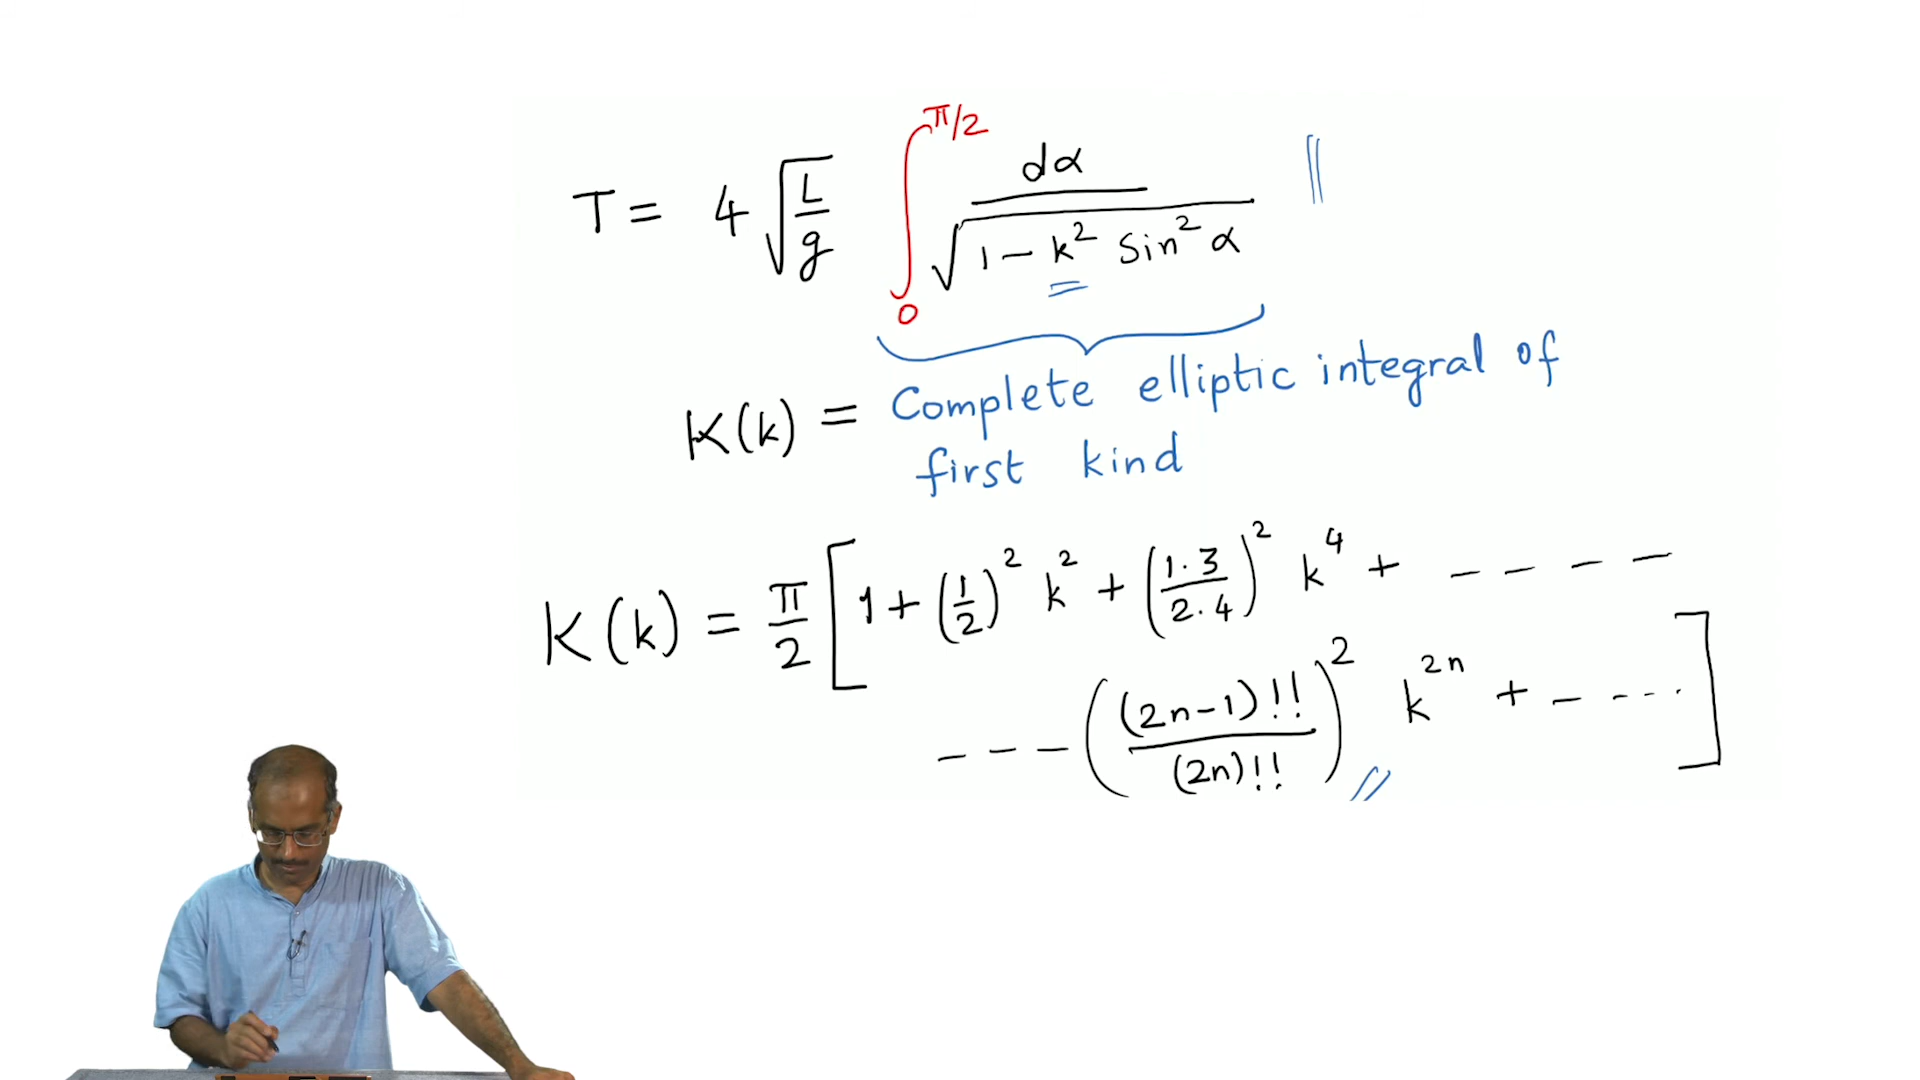 T = 4 √(L/g) ∫₀^(π/2) dα / √(1 − k² Sin² α)
K(k) = Complete elliptic integral of
first kind
K(k) = π/2 [ 1 + (1/2)² k² + (1·3/2·4)² k⁴ + − − − −
− − − ((2n−1)!!/(2n)!!)² k²ⁿ + − − − ··· ]